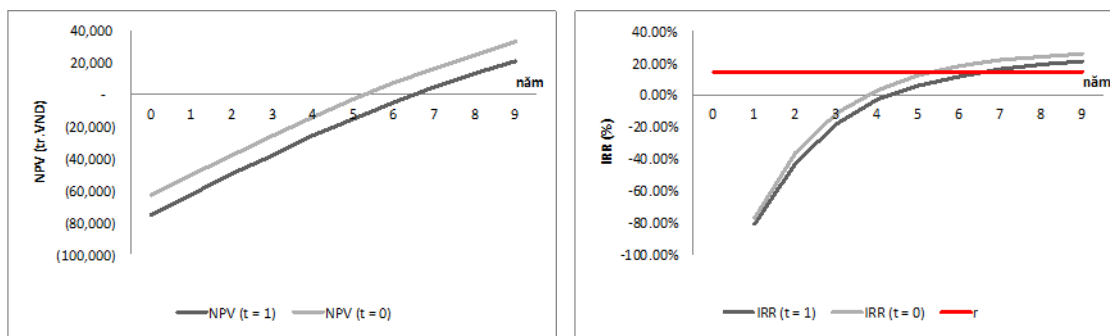 40,000
20,000
-
(20,000)
(40,000)
(60,000)
(80,000)
(100,000)
NPV (tr. VND)
0 1 2 3 4 5 6 7 8 9
năm
NPV (t = 1) NPV (t = 0)
40.00%
20.00%
0.00%
-20.00%
-40.00%
-60.00%
-80.00%
-100.00%
IRR (%)
0 1 2 3 4 5 6 7 8 9
năm
IRR (t = 1) IRR (t = 0) r